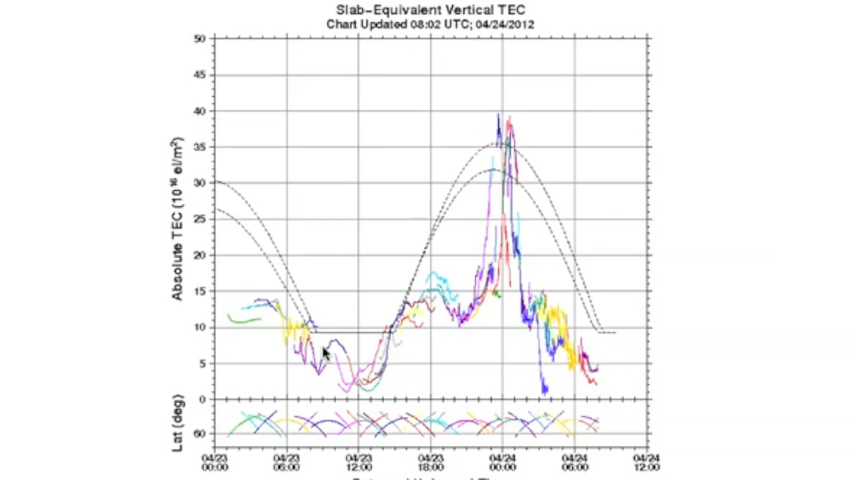 Slab-Equivalent Vertical TEC
Chart Updated 08:02 UTC; 04/24/2012
Absolute TEC (10¹⁶ el/m²)
50
45
40
35
30
25
20
15
10
5
0
Lat (deg)
60
04/23 04/23 04/23 04/23 04/24 04/24 04/24
00:00 06:00 12:00 18:00 00:00 06:00 12:00